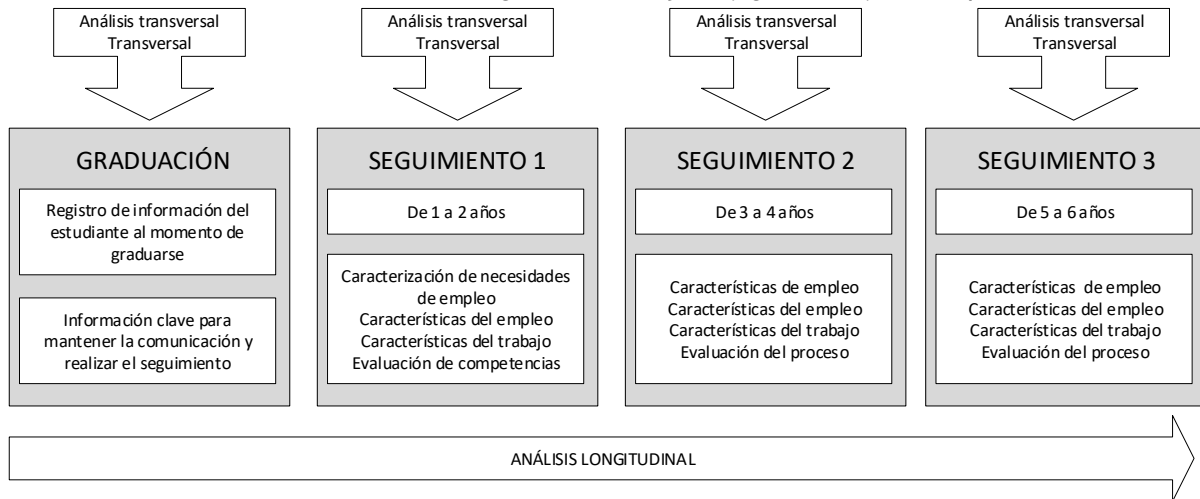 Análisis transversal
Transversal
Análisis transversal
Transversal
Análisis transversal
Transversal
Análisis transversal
Transversal
GRADUACIÓN
Registro de información del
estudiante al momento de
graduarse
Información clave para
mantener la comunicación y
realizar el seguimiento
SEGUIMIENTO 1
De 1 a 2 años
Caracterización de necesidades
de empleo
Características del empleo
Características del trabajo
Evaluación de competencias
SEGUIMIENTO 2
De 3 a 4 años
Características de empleo
Características del empleo
Características del trabajo
Evaluación del proceso
SEGUIMIENTO 3
De 5 a 6 años
Características de empleo
Características del empleo
Características del trabajo
Evaluación del proceso
ANÁLISIS LONGITUDINAL